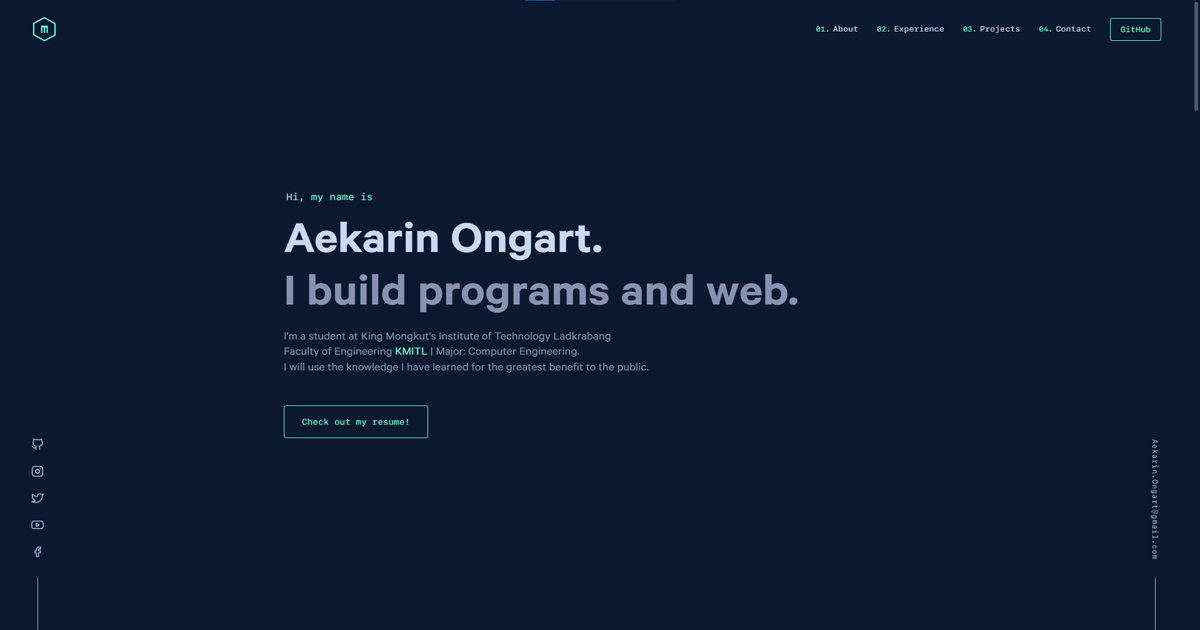 m
01. About 02. Experience 03. Projects 04. Contact GitHub
Hi, my name is
Aekarin Ongart.
I build programs and web.
I'm a student at King Mongkut's Institute of Technology Ladkrabang
Faculty of Engineering KMITL | Major: Computer Engineering.
I will use the knowledge I have learned for the greatest benefit to the public.
Check out my resume!
Aekarin.Ongart@gmail.com